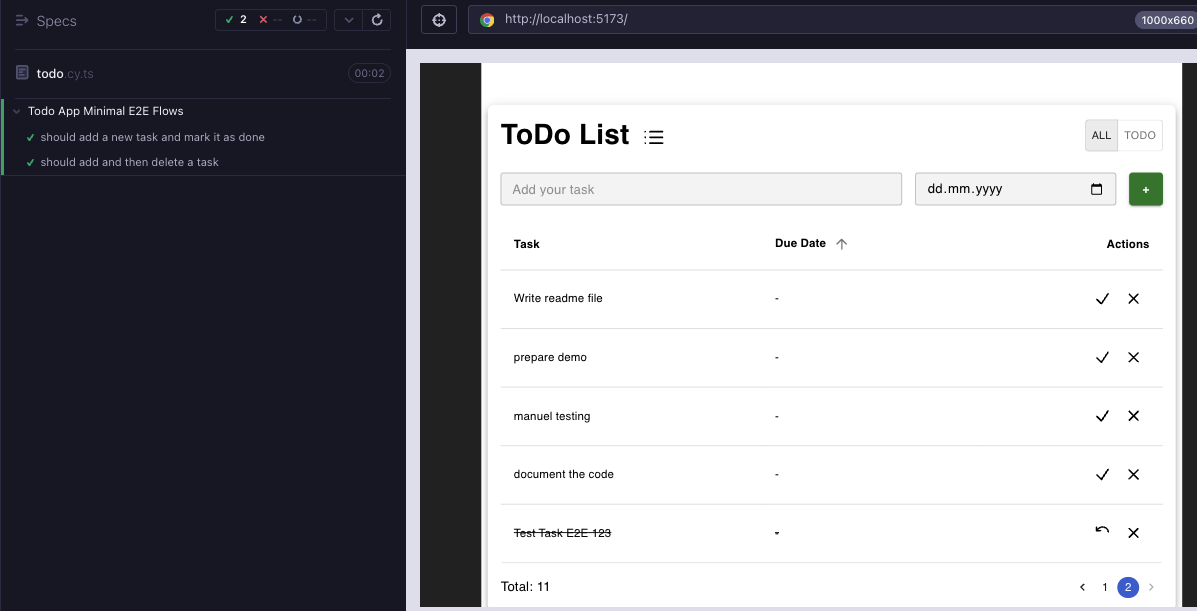 Specs
2 -- --
todo.cy.ts 00:02
Todo App Minimal E2E Flows
should add a new task and mark it as done
should add and then delete a task
http://localhost:5173/ 1000x660
ToDo List ALL TODO
Add your task dd.mm.yyyy +
Task Due Date Actions
Write readme file -
prepare demo -
manuel testing -
document the code -
Test Task E2E 123 -
Total: 11 1 2